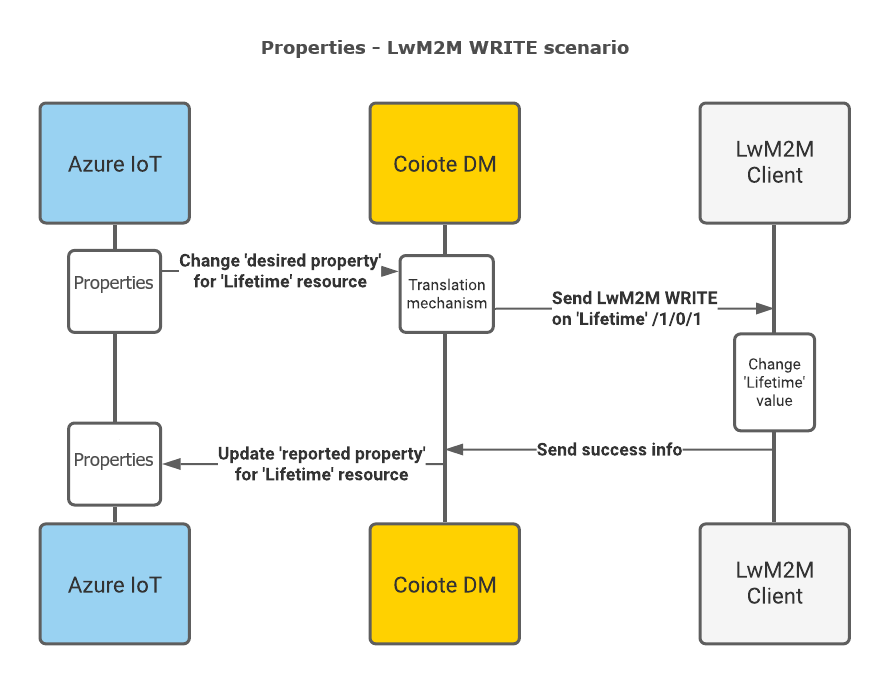 Properties - LwM2M WRITE scenario
Azure IoT
Coiote DM
LwM2M
Client
Properties
Change 'desired property'
for 'Lifetime' resource
Translation
mechanism
Send LwM2M WRITE
on 'Lifetime' /1/0/1
Change
'Lifetime'
value
Send success info
Update 'reported property'
for 'Lifetime' resource
Properties
Azure IoT
Coiote DM
LwM2M
Client